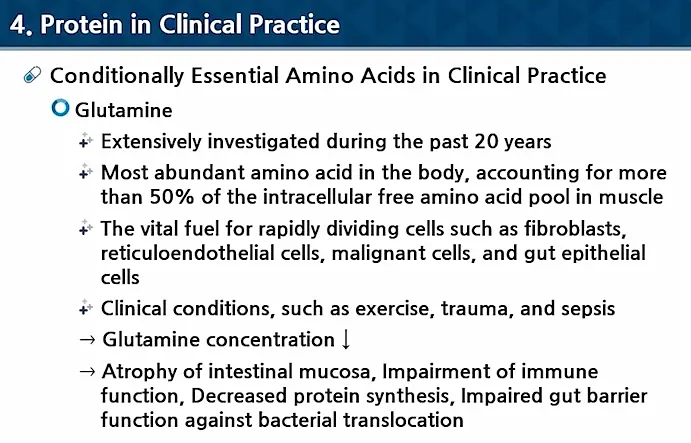 4. Protein in Clinical Practice
Conditionally Essential Amino Acids in Clinical Practice
Glutamine
Extensively investigated during the past 20 years
Most abundant amino acid in the body, accounting for more
than 50% of the intracellular free amino acid pool in muscle
The vital fuel for rapidly dividing cells such as fibroblasts,
reticuloendothelial cells, malignant cells, and gut epithelial
cells
Clinical conditions, such as exercise, trauma, and sepsis
→ Glutamine concentration ↓
→ Atrophy of intestinal mucosa, Impairment of immune
function, Decreased protein synthesis, Impaired gut barrier
function against bacterial translocation